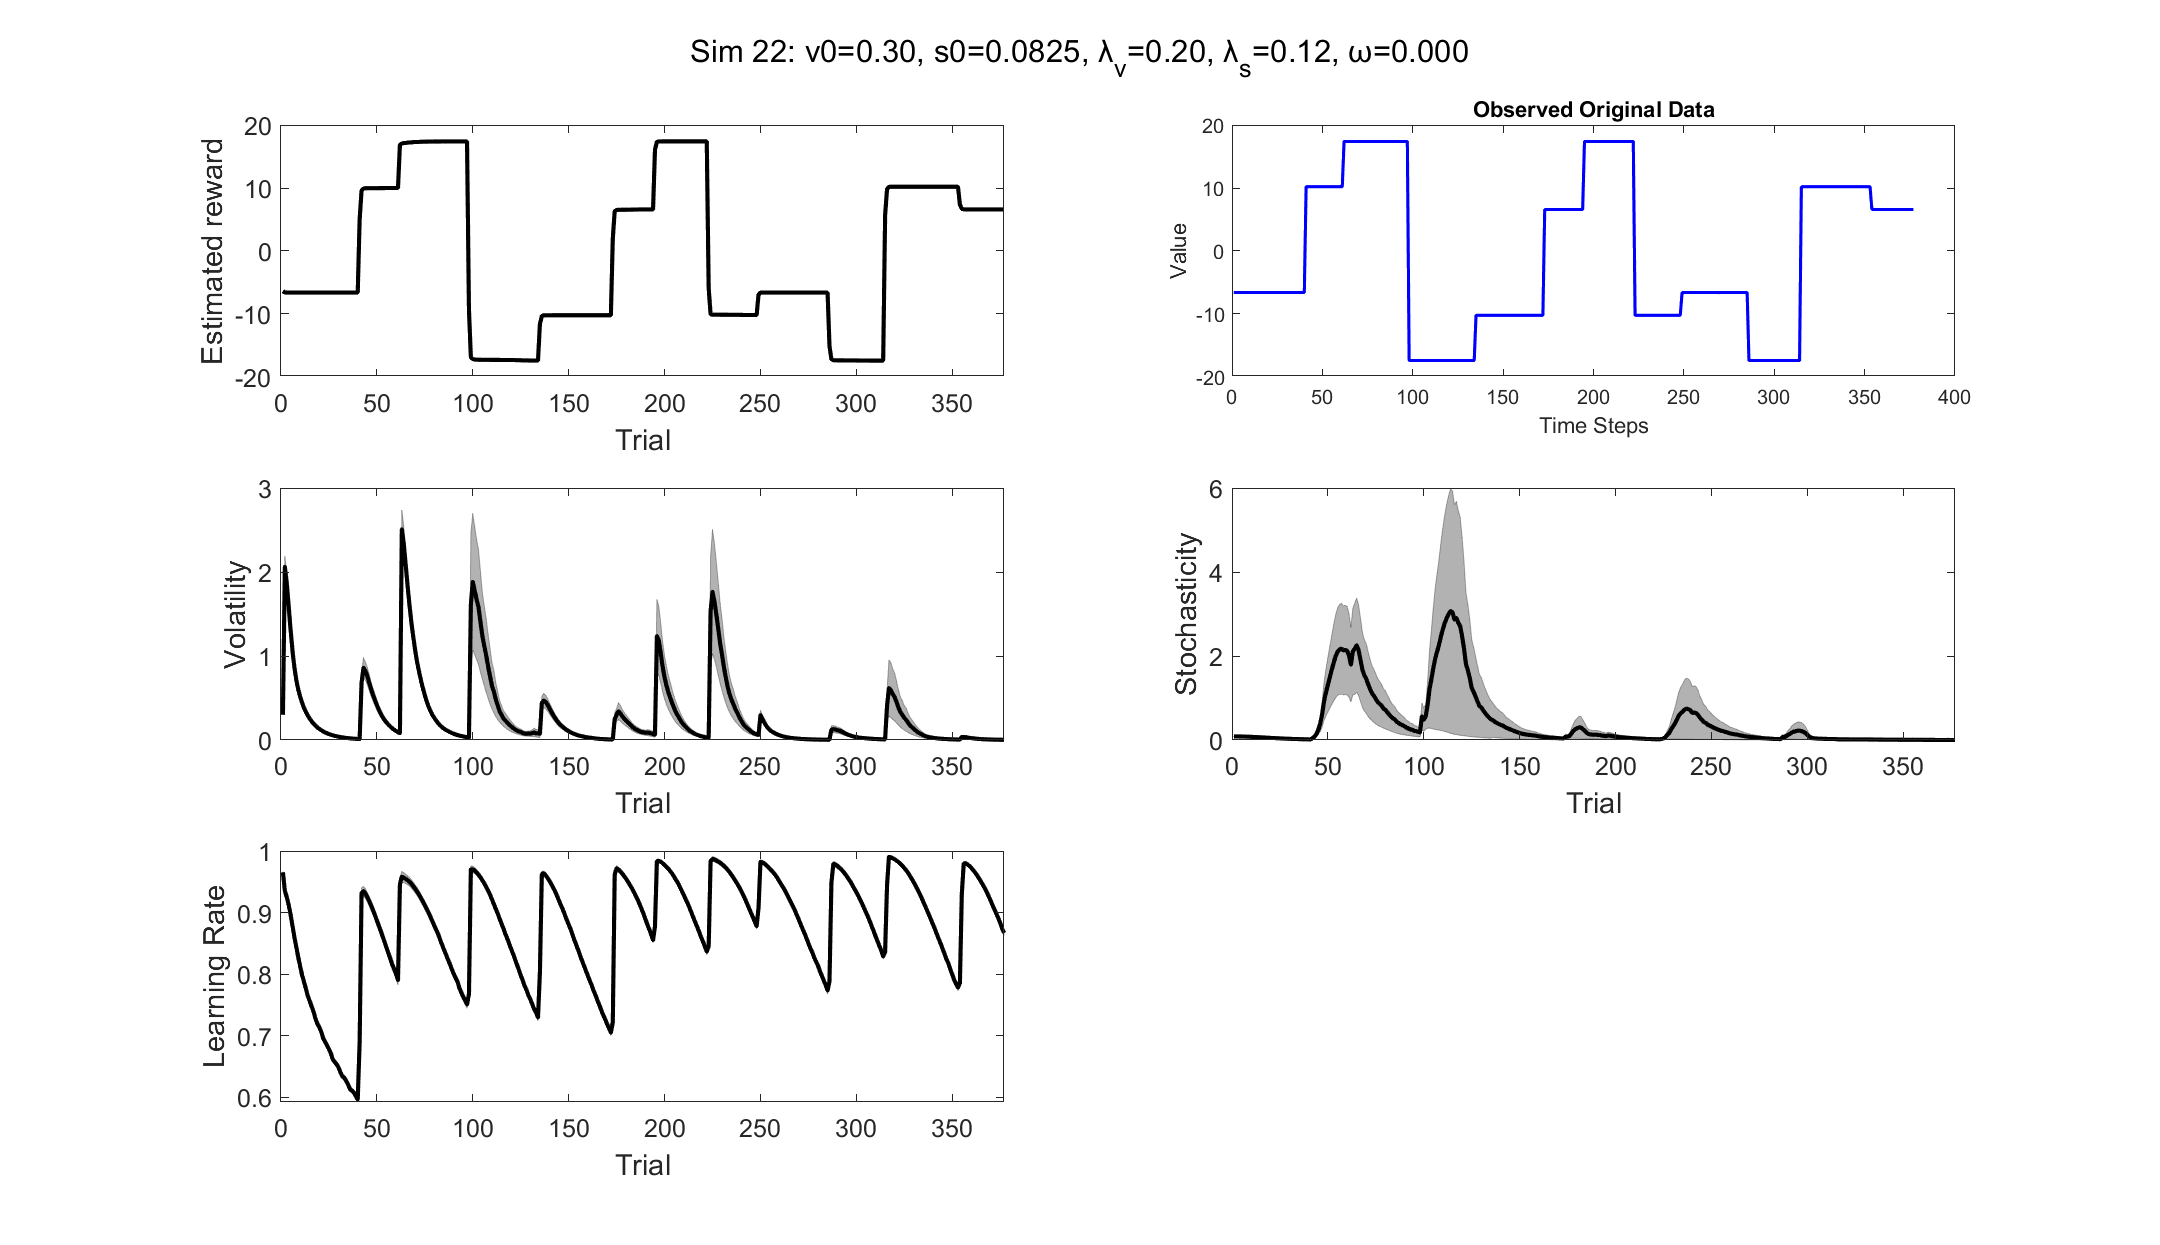 Sim 22: v0=0.30, s0=0.0825, λ_v=0.20, λ_s=0.12, ω=0.000
20
10
0
-10
-20
Estimated reward
0 50 100 150 200 250 300 350
Trial
Observed Original Data
20
10
0
-10
-20
Value
0 50 100 150 200 250 300 350 400
Time Steps
3
2
1
0
Volatility
0 50 100 150 200 250 300 350
Trial
6
4
2
0
Stochasticity
0 50 100 150 200 250 300 350
Trial
1
0.9
0.8
0.7
0.6
Learning Rate
0 50 100 150 200 250 300 350
Trial